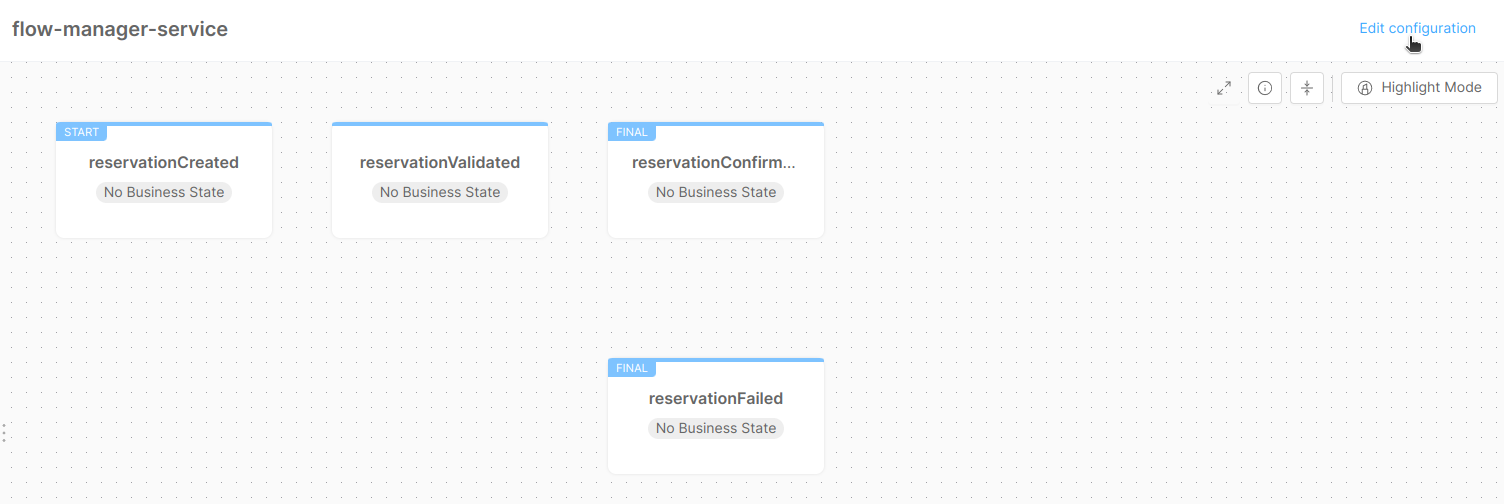 flow-manager-service
Edit configuration
Highlight Mode
START
reservationCreated
No Business State
reservationValidated
No Business State
FINAL
reservationConfirm...
No Business State
FINAL
reservationFailed
No Business State